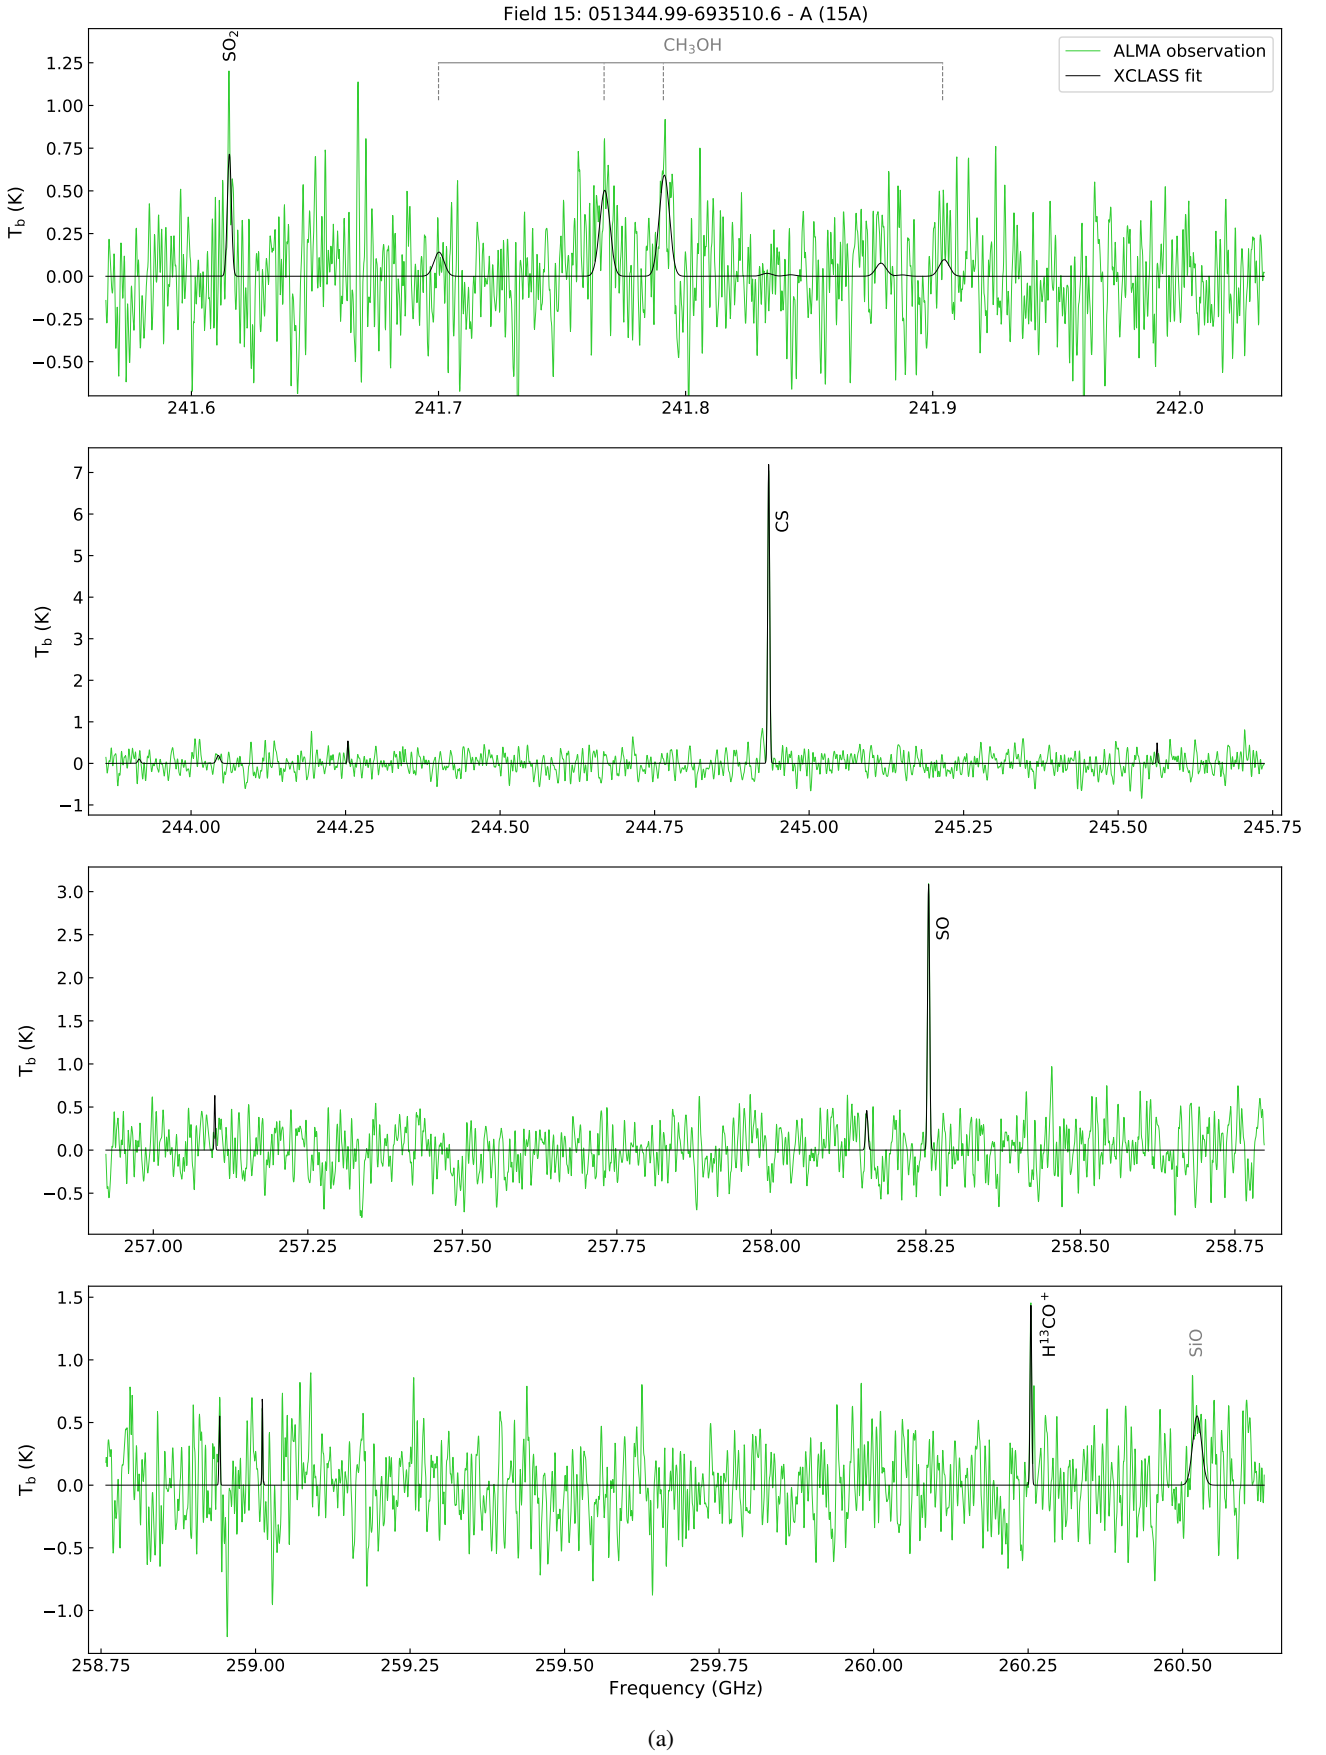 Field 15: 051344.99-693510.6 - A (15A)
SO₂
CH₃OH
ALMA observation
XCLASS fit
T_b (K)
1.25
1.00
0.75
0.50
0.25
0.00
−0.25
−0.50
241.6 241.7 241.8 241.9 242.0
CS
T_b (K)
7
6
5
4
3
2
1
0
−1
244.00 244.25 244.50 244.75 245.00 245.25 245.50 245.75
SO
T_b (K)
3.0
2.5
2.0
1.5
1.0
0.5
0.0
−0.5
257.00 257.25 257.50 257.75 258.00 258.25 258.50 258.75
H¹³CO⁺
SiO
T_b (K)
1.5
1.0
0.5
0.0
−0.5
−1.0
258.75 259.00 259.25 259.50 259.75 260.00 260.25 260.50
Frequency (GHz)
(a)